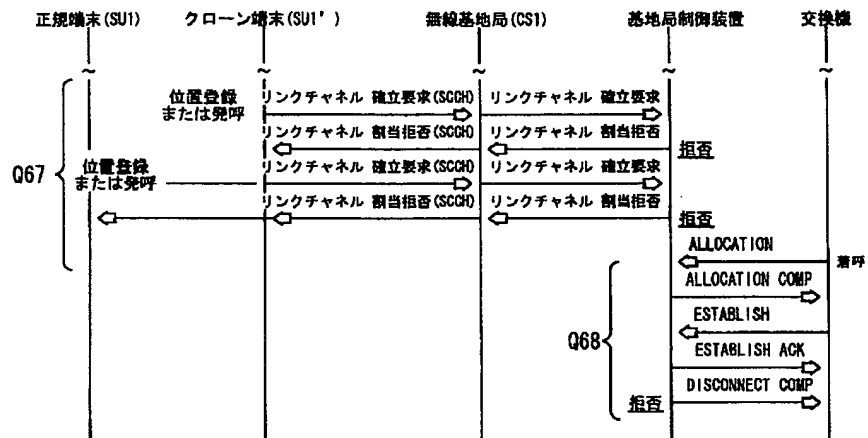 正規端末(SU1) クローン端末(SU1') 無線基地局(CS1) 基地局制御装置 交換機
~ ~ ~ ~ ~
位置登録
または発呼
リンクチャネル 確立要求(SCCH) リンクチャネル 確立要求
リンクチャネル 割当拒否(SCCH) リンクチャネル 割当拒否
拒否
Q67
位置登録
または発呼
リンクチャネル 確立要求(SCCH) リンクチャネル 確立要求
リンクチャネル 割当拒否(SCCH) リンクチャネル 割当拒否
拒否
ALLOCATION
着呼
ALLOCATION COMP
ESTABLISH
Q68
ESTABLISH ACK
DISCONNECT COMP
拒否